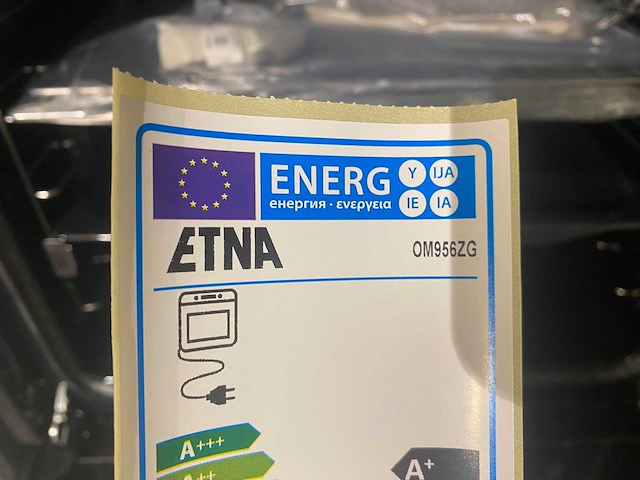 ENERG Y IJA
енергия · ενεργεια IE IA
ETNA OM956ZG
A+++
A++ A+